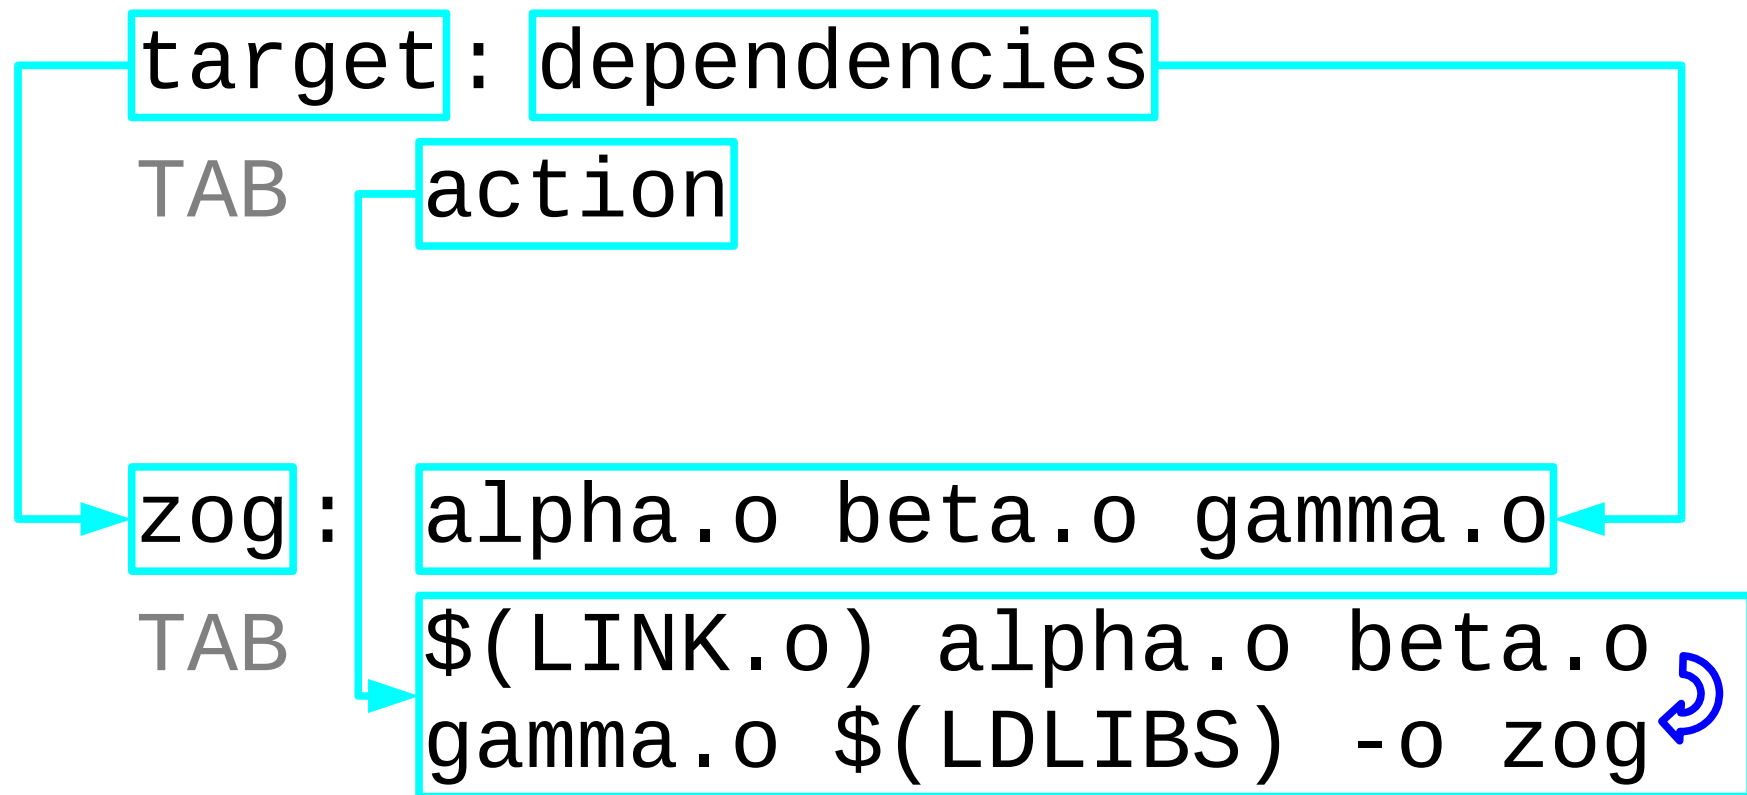 target: dependencies
TAB action
zog: alpha.o beta.o gamma.o
TAB $(LINK.o) alpha.o beta.o
gamma.o $(LDLIBS) -o zog